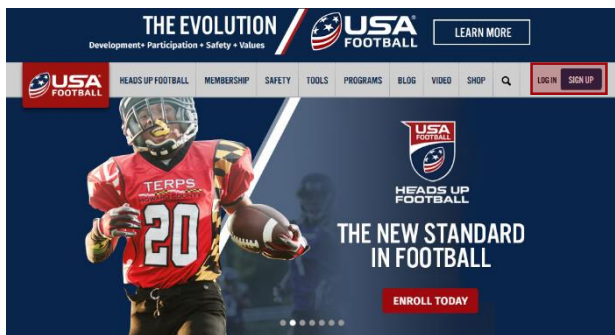 THE EVOLUTION
Development+ Participation + Safety + Values
USA
FOOTBALL
LEARN MORE
USA
FOOTBALL
HEADS UP FOOTBALL MEMBERSHIP SAFETY TOOLS PROGRAMS BLOG VIDEO SHOP LOG IN SIGN UP
USA
FOOTBALL
HEADS UP
FOOTBALL
TERPS
20
THE NEW STANDARD
IN FOOTBALL
ENROLL TODAY